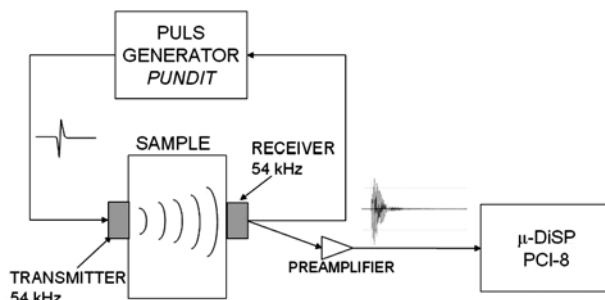 PULS
GENERATOR
PUNDIT
SAMPLE
RECEIVER
54 kHz
TRANSMITTER
54 kHz
PREAMPLIFIER
μ-DiSP
PCI-8